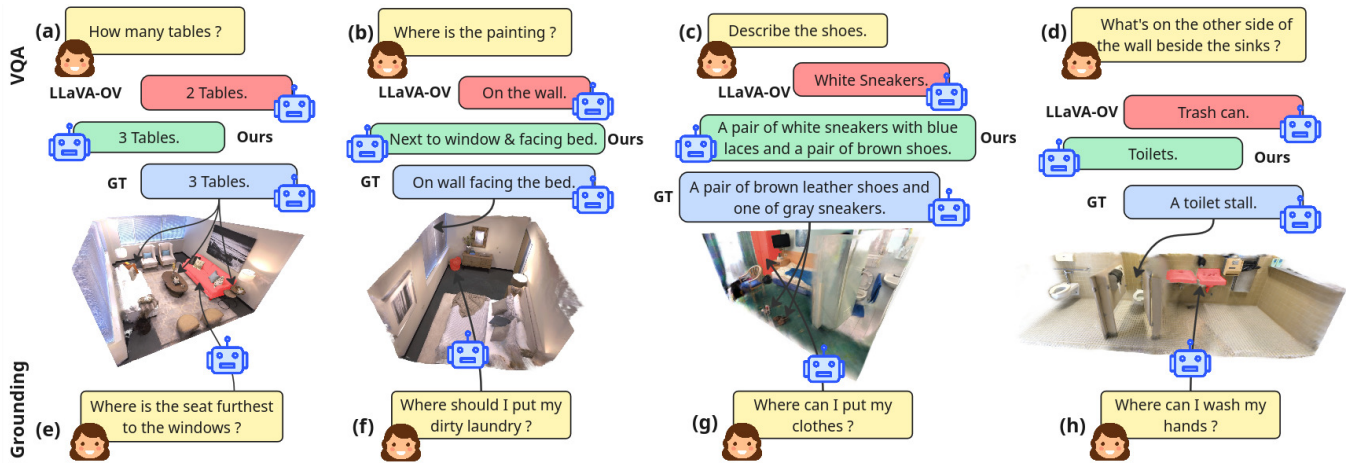 VQA
(a)
How many tables ?
LLaVA-OV
2 Tables.
3 Tables.
Ours
GT
3 Tables.
(b)
Where is the painting ?
LLaVA-OV
On the wall.
Next to window & facing bed.
Ours
GT
On wall facing the bed.
(c)
Describe the shoes.
LLaVA-OV
White Sneakers.
A pair of white sneakers with blue
laces and a pair of brown shoes.
Ours
GT
A pair of brown leather shoes and
one of gray sneakers.
(d)
What's on the other side of
the wall beside the sinks ?
LLaVA-OV
Trash can.
Toilets.
Ours
GT
A toilet stall.
Grounding
(e)
Where is the seat furthest
to the windows ?
(f)
Where should I put my
dirty laundry ?
(g)
Where can I put my
clothes ?
(h)
Where can I wash my
hands ?